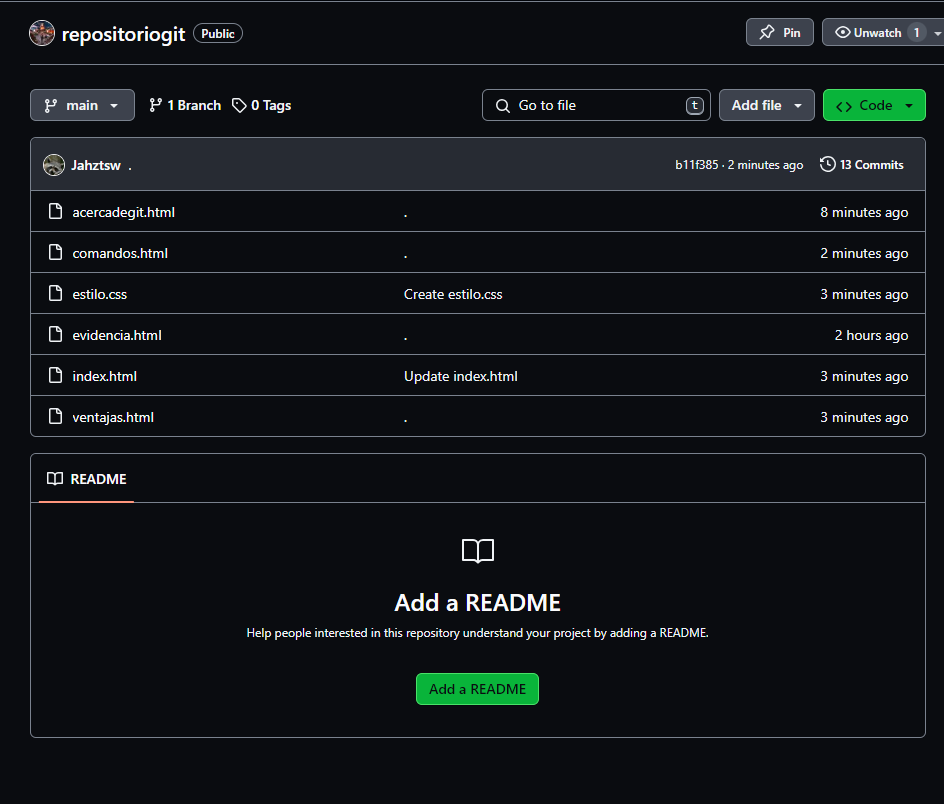 repositoriogit Public Pin Unwatch 1
main 1 Branch 0 Tags Go to file t Add file <> Code
Jahztsw . b11f385 · 2 minutes ago 13 Commits
acercadegit.html . 8 minutes ago
comandos.html . 2 minutes ago
estilo.css Create estilo.css 3 minutes ago
evidencia.html . 2 hours ago
index.html Update index.html 3 minutes ago
ventajas.html . 3 minutes ago
README
Add a README
Help people interested in this repository understand your project by adding a README.
Add a README